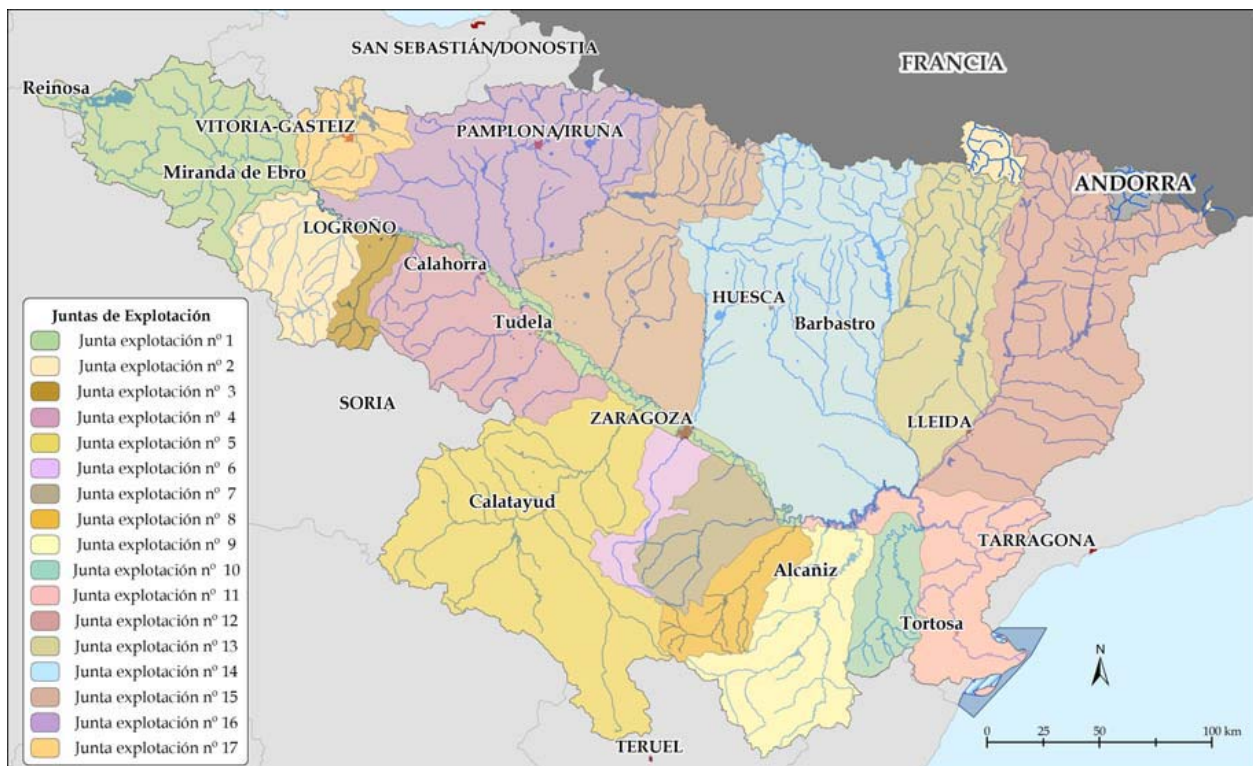 SAN SEBASTIÁN/DONOSTIA
FRANCIA
Reinosa
VITORIA-GASTEIZ
PAMPLONA/IRUÑA
Miranda de Ebro
ANDORRA
LOGROÑO
Calahorra
HUESCA
Barbastro
Tudela
SORIA
ZARAGOZA
LLEIDA
Calatayud
TARRAGONA
Alcañiz
Tortosa
TERUEL
Juntas de Explotación
Junta explotación nº 1
Junta explotación nº 2
Junta explotación nº 3
Junta explotación nº 4
Junta explotación nº 5
Junta explotación nº 6
Junta explotación nº 7
Junta explotación nº 8
Junta explotación nº 9
Junta explotación nº 10
Junta explotación nº 11
Junta explotación nº 12
Junta explotación nº 13
Junta explotación nº 14
Junta explotación nº 15
Junta explotación nº 16
Junta explotación nº 17
N
0 25 50 100 km